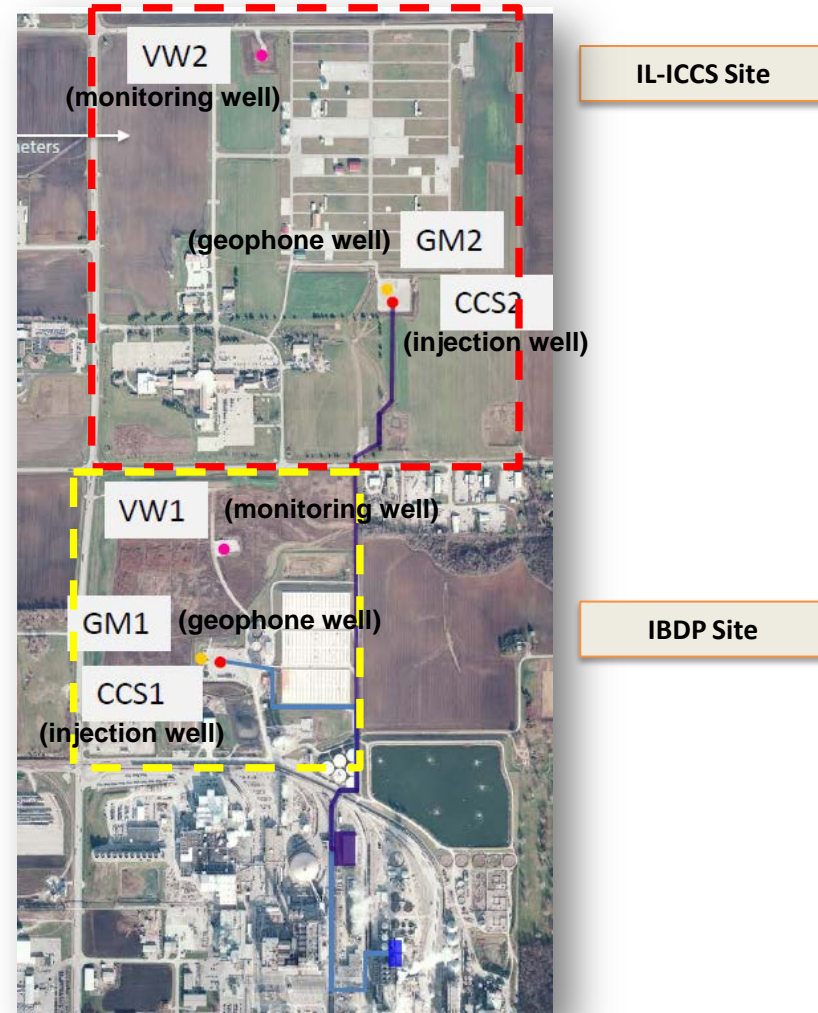 VW2
(monitoring well)
IL-ICCS Site
meters
(geophone well)
GM2
CCS2
(injection well)
VW1
(monitoring well)
GM1
(geophone well)
IBDP Site
CCS1
(injection well)